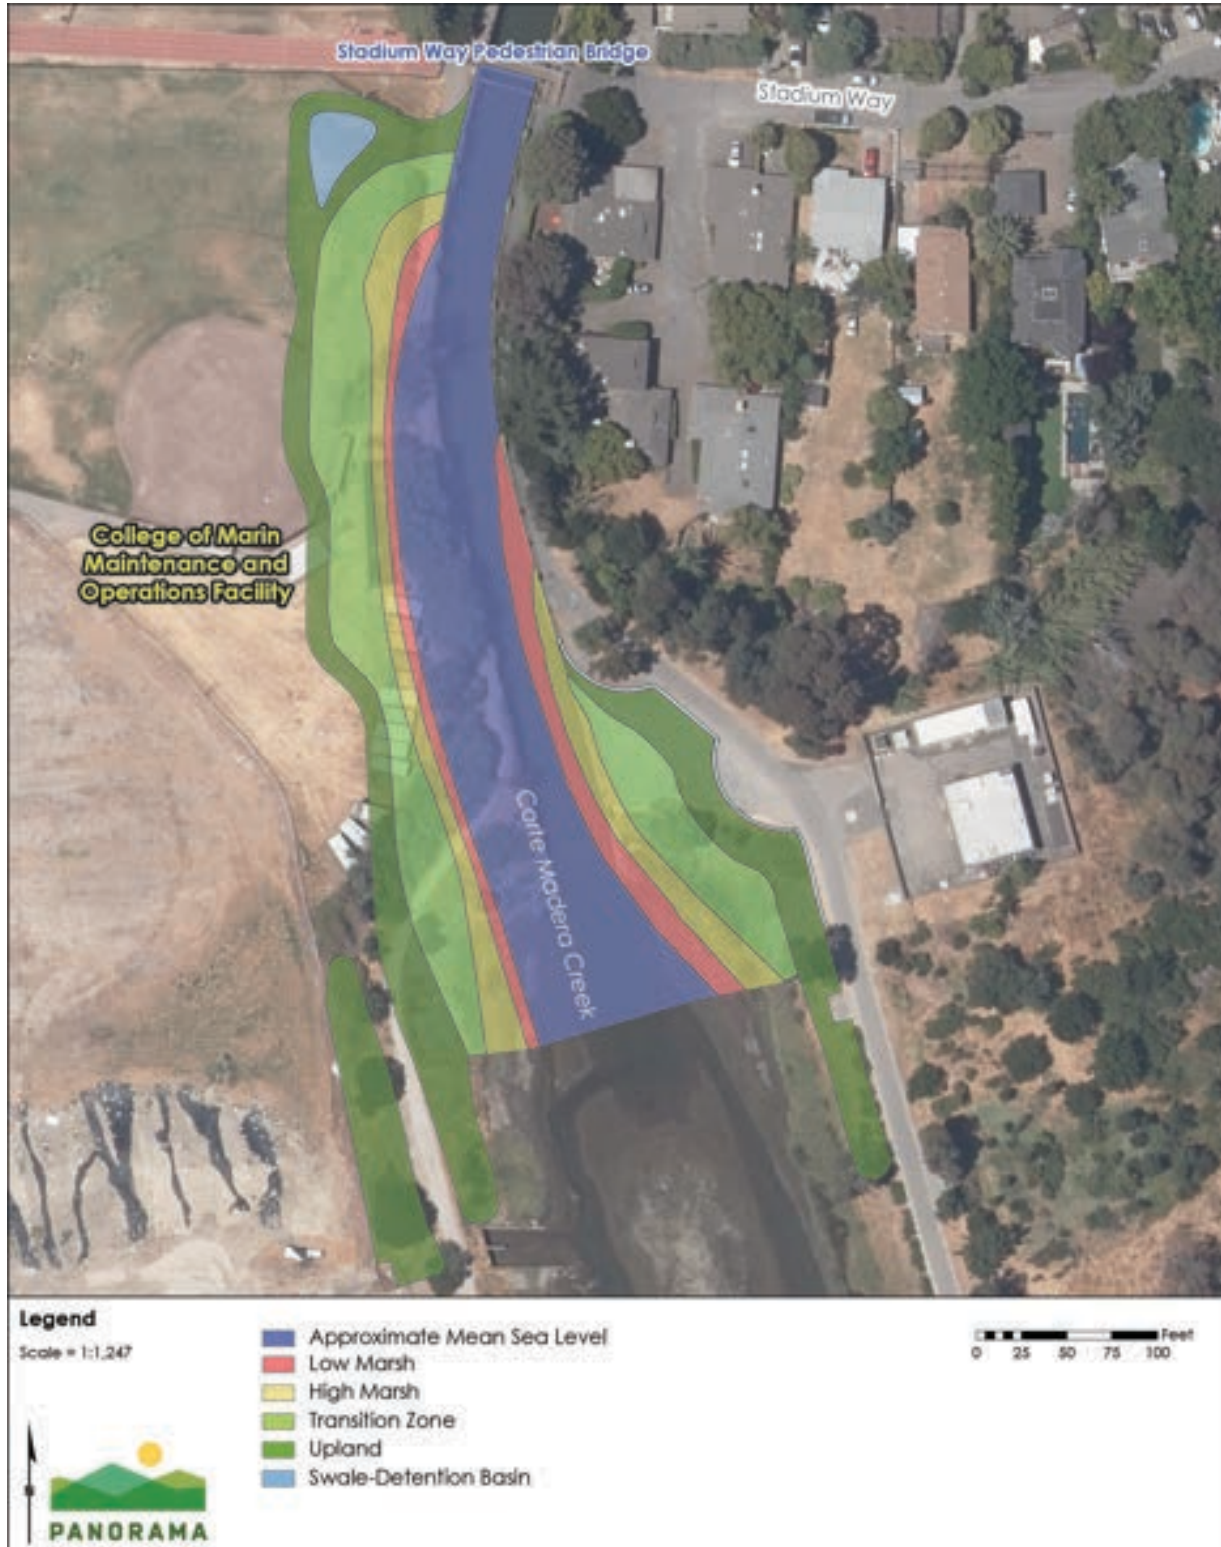 Stadium Way Pedestrian Bridge
Stadium Way
College of Marin
Maintenance and
Operations Facility
Corte Madera Creek
Legend
Scale = 1:1,247
Approximate Mean Sea Level
Low Marsh
High Marsh
Transition Zone
Upland
Swale-Detention Basin
Feet
0 25 50 75 100
PANORAMA